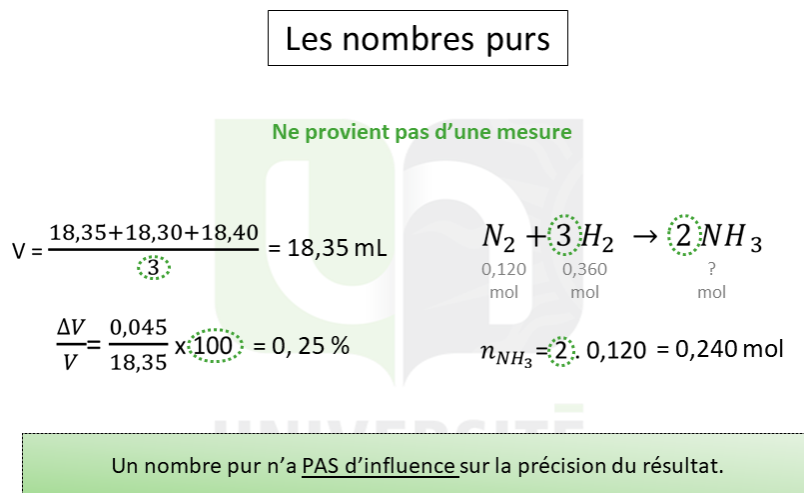 Les nombres purs
Ne provient pas d'une mesure
V = (18,35+18,30+18,40)/3 = 18,35 mL
ΔV/V = 0,045/18,35 x 100 = 0, 25 %
N₂ + 3 H₂ → 2 NH₃
0,120 mol
0,360 mol
? mol
n_NH₃ = 2 . 0,120 = 0,240 mol
UNIVERSITÉ
Un nombre pur n'a PAS d'influence sur la précision du résultat.